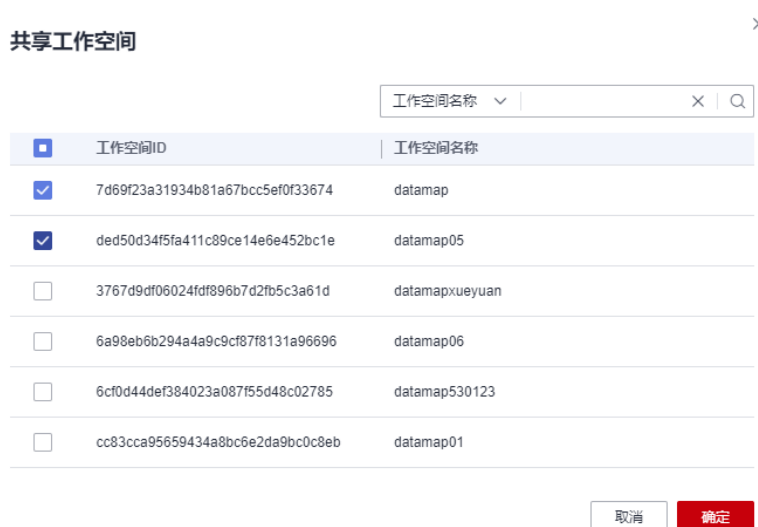 共享工作空间
工作空间名称
工作空间ID 工作空间名称
7d69f23a31934b81a67bcc5ef0f33674 datamap
ded50d34f5fa411c89ce14e6e452bc1e datamap05
3767d9df06024fdf896b7d2fb5c3a61d datamapxueyuan
6a98eb6b294a4a9c9cf87f8131a96696 datamap06
6cf0d44def384023a087f55d48c02785 datamap530123
cc83cca95659434a8bc6e2da9bc0c8eb datamap01
取消 确定